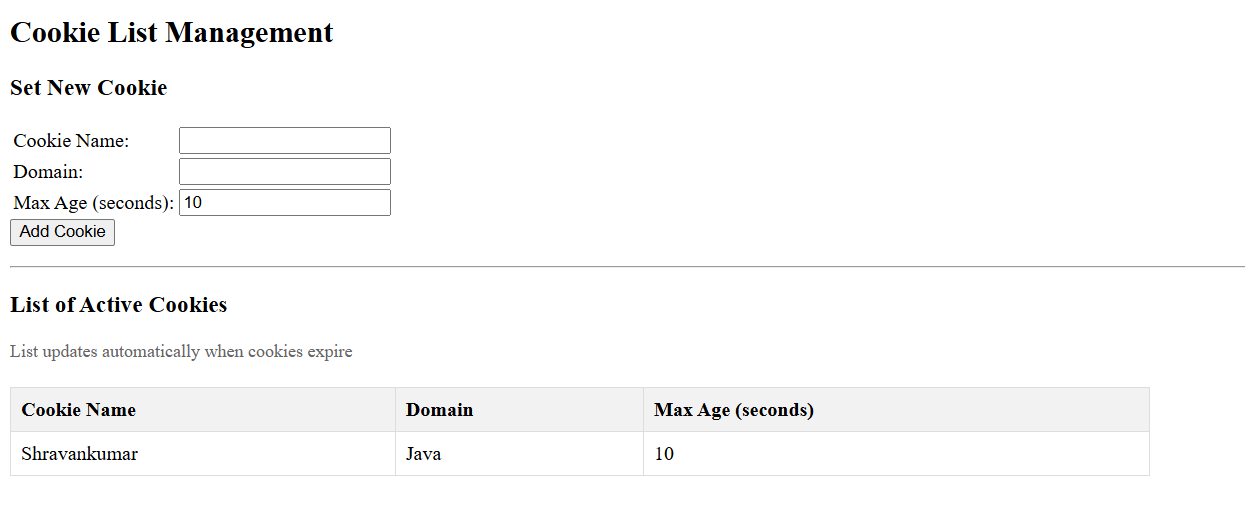 Cookie List Management
Set New Cookie
Cookie Name:
Domain:
Max Age (seconds): 10
Add Cookie
List of Active Cookies
List updates automatically when cookies expire
Cookie Name Domain Max Age (seconds)
Shravankumar Java 10